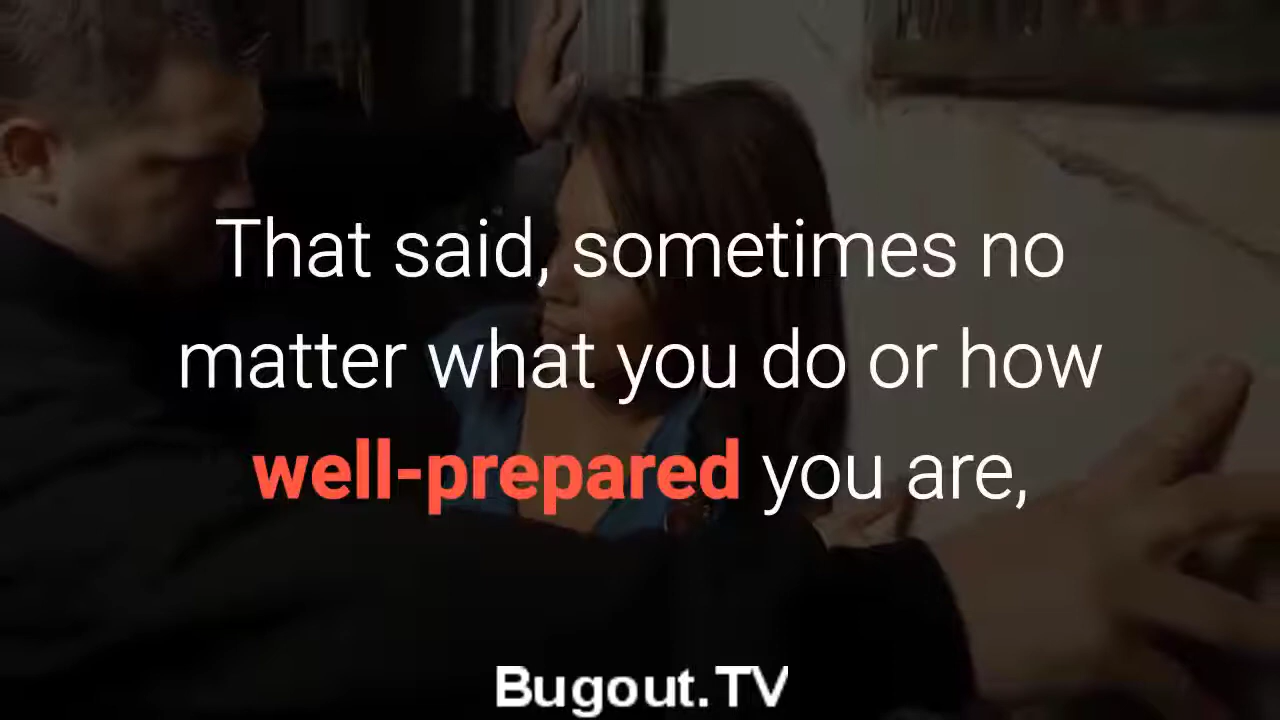 That said, sometimes no
matter what you do or how
well-prepared you are,
Bugout.TV